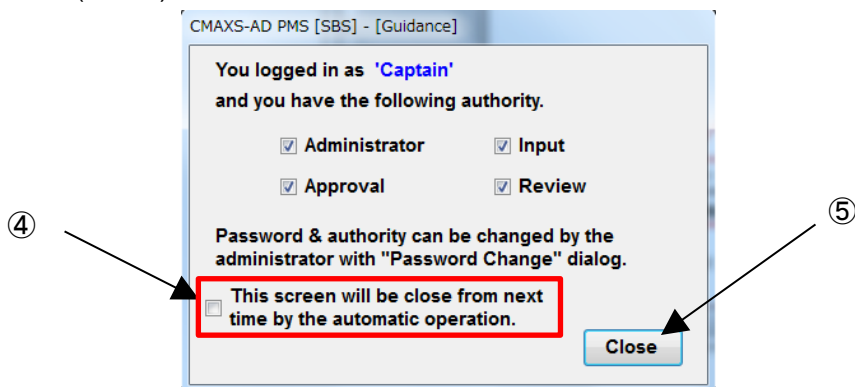 CMAXS-AD PMS [SBS] - [Guidance]
You logged in as 'Captain'
and you have the following authority.
Administrator Input
Approval Review
④ ⑤
Password & authority can be changed by the
administrator with "Password Change" dialog.
This screen will be close from next
time by the automatic operation.
Close